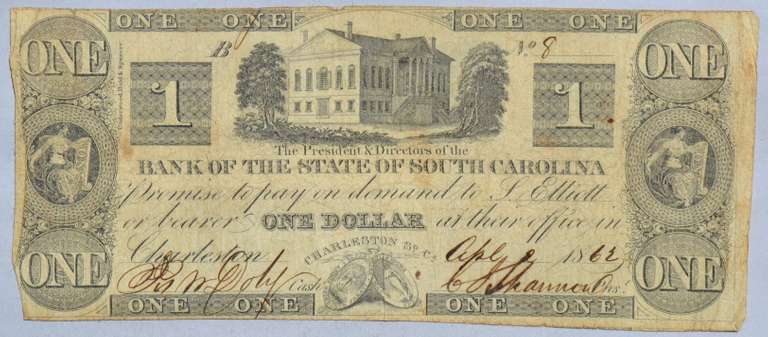 ONE ONE ONE ONE
ONE B No 8 ONE
1 1
The President & Directors of the
BANK OF THE STATE OF SOUTH CAROLINA
Promise to pay on demand to S. Elliott
or bearer ONE DOLLAR at their office in
Charleston CHARLESTON So. Ca. 1862
ONE Cash. ONE
ONE ONE ONE ONE